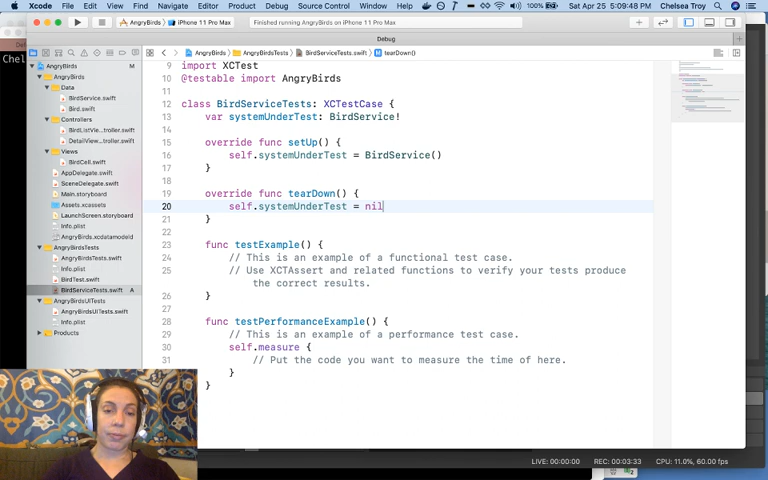 Xcode File Edit View Find Navigate Editor Product Debug Source Control Window Help Sat Apr 25 5:09:48 PM Chelsea Troy
AngryBirds iPhone 11 Pro Max Finished running AngryBirds on iPhone 11 Pro Max
Debug
AngryBirds AngryBirdsTests BirdServiceTests.swift tearDown()
Chel
AngryBirds M
AngryBirds
Data
BirdService.swift
Bird.swift
Controllers
BirdListVie...troller.swift
DetailView...troller.swift
Views
BirdCell.swift
AppDelegate.swift
SceneDelegate.swift
Main.storyboard
Assets.xcassets
LaunchScreen.storyboard
Info.plist
AngryBirds.xcdatamodeld
AngryBirdsTests
AngryBirdsTests.swift
Info.plist
BirdTest.swift
BirdServiceTests.swift A
AngryBirdsUITests
AngryBirdsUITests.swift
Info.plist
Products
9 import XCTest
10 @testable import AngryBirds
11
12 class BirdServiceTests: XCTestCase {
13 var systemUnderTest: BirdService!
14
15 override func setUp() {
16 self.systemUnderTest = BirdService()
17 }
18
19 override func tearDown() {
20 self.systemUnderTest = nil
21 }
22
23 func testExample() {
24 // This is an example of a functional test case.
25 // Use XCTAssert and related functions to verify your tests produce
the correct results.
26 }
27
28 func testPerformanceExample() {
29 // This is an example of a performance test case.
30 self.measure {
31 // Put the code you want to measure the time of here.
32 }
33 }
LIVE: 00:00:00 REC: 00:03:33 CPU: 11.0%, 60.00 fps